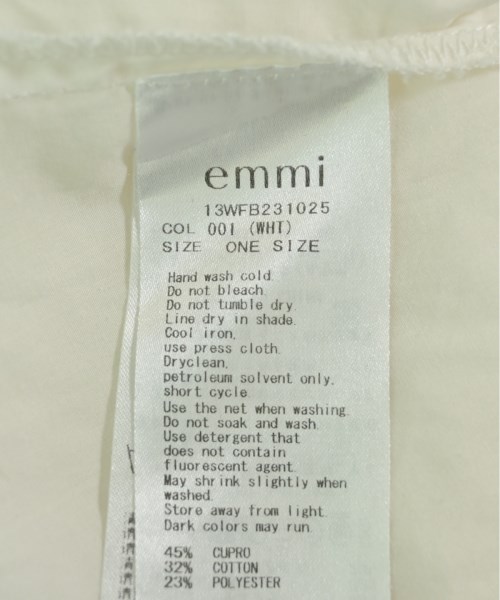 emmi
13WFB231025
COL 001 (WHT)
SIZE ONE SIZE
Hand wash cold.
Do not bleach.
Do not tumble dry.
Line dry in shade.
Cool iron,
use press cloth.
Dryclean,
petroleum solvent only,
short cycle.
Use the net when washing.
Do not soak and wash.
Use detergent that
does not contain
fluorescent agent.
May shrink slightly when
washed.
Store away from light.
Dark colors may run.
45% CUPRO
32% COTTON
23% POLYESTER